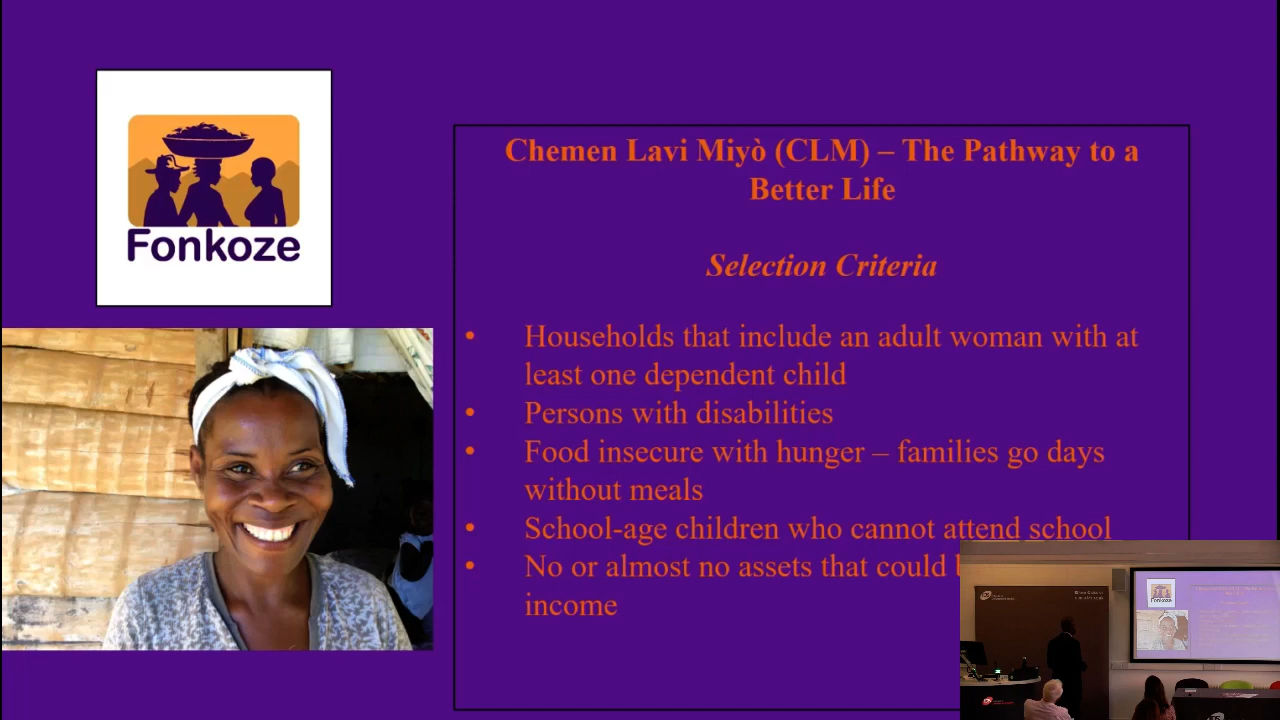 Fonkoze
Chemen Lavi Miyò (CLM) – The Pathway to a
Better Life
Selection Criteria
• Households that include an adult woman with at
least one dependent child
• Persons with disabilities
• Food insecure with hunger – families go days
without meals
• School-age children who cannot attend school
• No or almost no assets that could
income